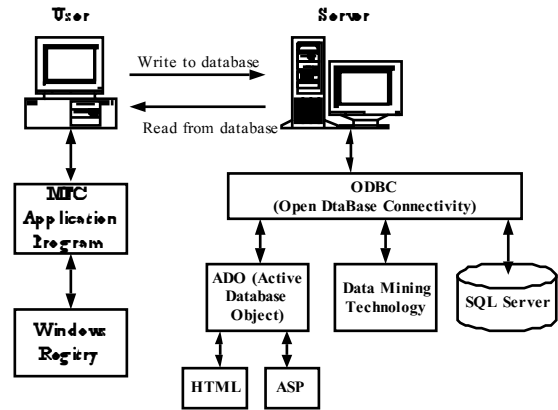 User
Server
Write to database
Read from database
MTC
Application
Program
Windows
Registry
ODBC
(Open DtaBase Connectivity)
ADO (Active
Database
Object)
Data Mining
Technology
SQL Server
HTML
ASP